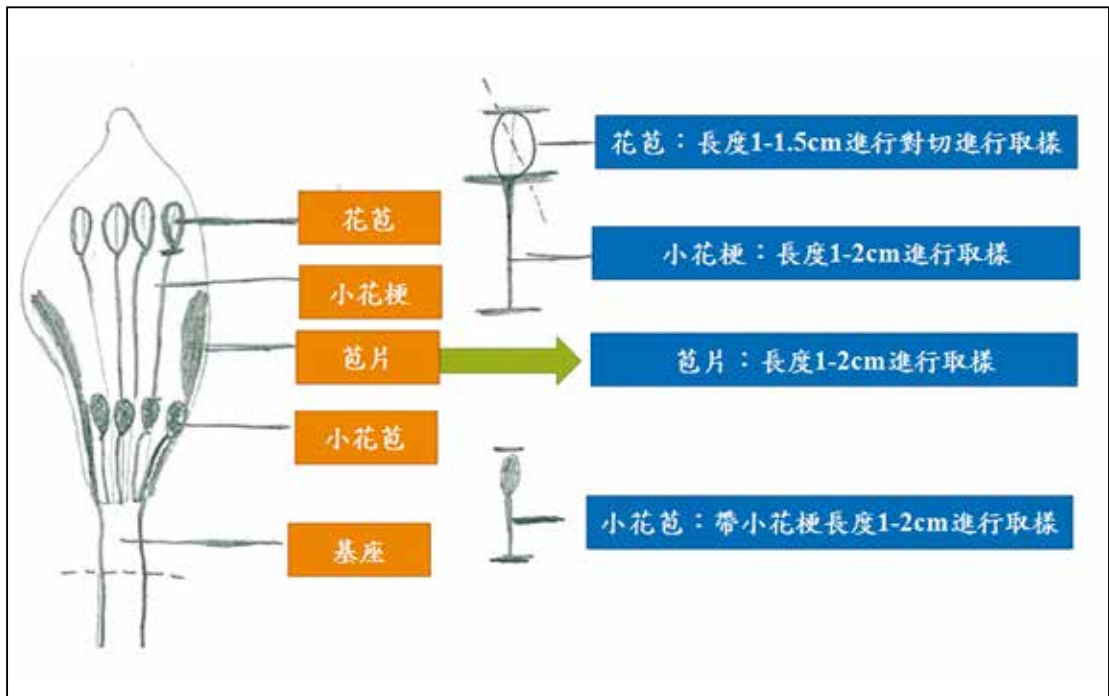 花苞
小花梗
苞片
小花苞
基座
花苞：長度1-1.5cm進行對切進行取樣
小花梗：長度1-2cm進行取樣
苞片：長度1-2cm進行取樣
小花苞：帶小花梗長度1-2cm進行取樣